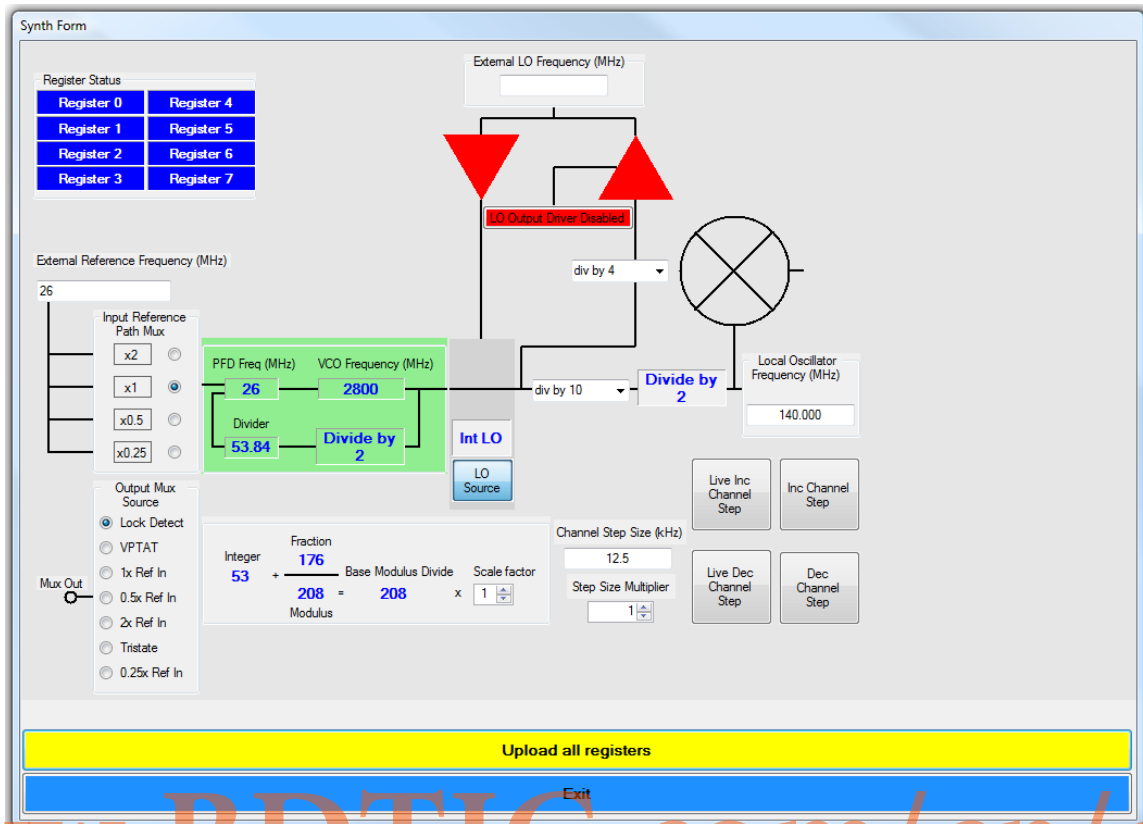 Synth Form
Register Status
Register 0 Register 4
Register 1 Register 5
Register 2 Register 6
Register 3 Register 7
External LO Frequency (MHz)
LO Output Driver Disabled
div by 4
External Reference Frequency (MHz)
26
Input Reference
Path Mux
x2
x1
x0.5
x0.25
PFD Freq (MHz) VCO Frequency (MHz)
26 2800
Divider
53.84
Divide by
2
Int LO
LO
Source
div by 10
Divide by
2
Local Oscillator
Frequency (MHz)
140.000
Output Mux
Source
Lock Detect
VPTAT
1x Ref In
0.5x Ref In
2x Ref In
Tristate
0.25x Ref In
Mux Out
Integer
53
+
Fraction
176
208
Modulus
=
Base Modulus Divide
208
x
Scale factor
1
Channel Step Size (kHz)
12.5
Step Size Multiplier
1
Live Inc
Channel
Step
Inc Channel
Step
Live Dec
Channel
Step
Dec
Channel
Step
Upload all registers
Exit